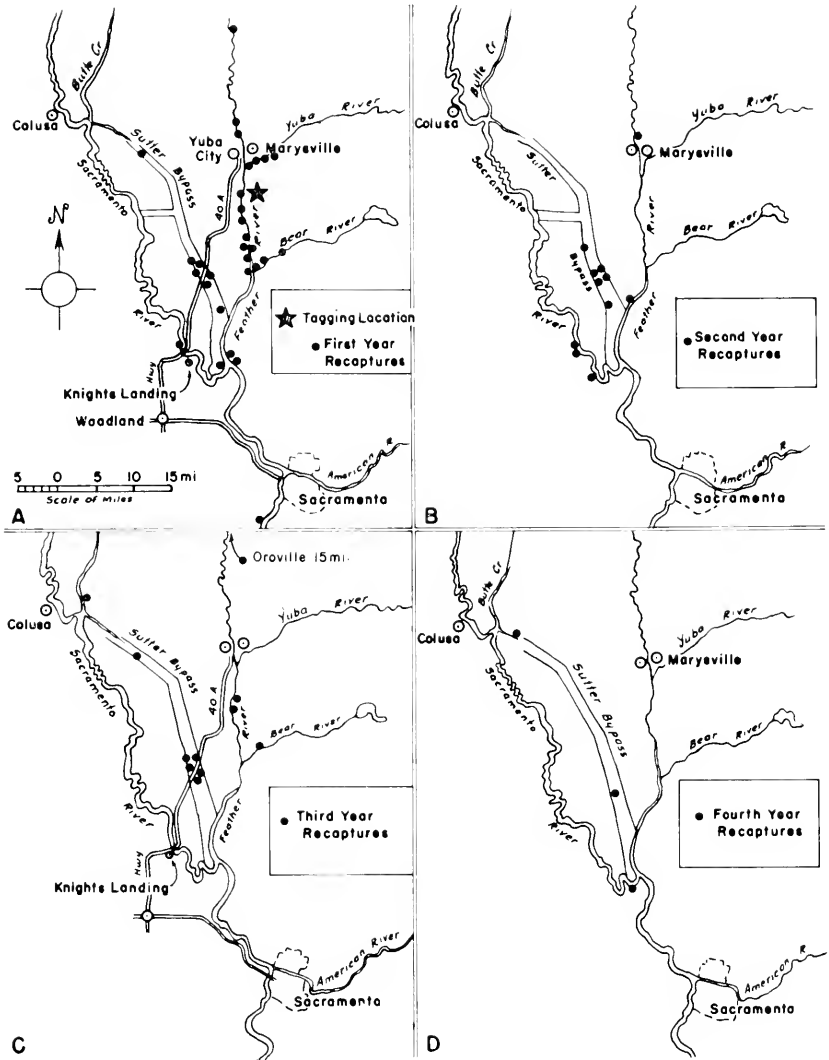 Butte Cr
Colusa
Sutter
Bypass
Sacramento
River
Yuba
City
Marysville
Yuba River
40 A
River
Bear River
Feather
N
Tagging Location
First Year
Recaptures
Knights Landing
Hwy
Woodland
5 0 5 10 15 mi
Scale of Miles
American R.
Sacramento
A
Butte Cr
Colusa
Yuba River
Marysville
Sutter
Sacramento
Bypass
River
Bear River
River
Feather
Second Year
Recaptures
American R.
Sacramento
B
Oroville 15mi.
Colusa
Yuba River
Sutter Bypass
Sacramento
40 A
River
Bear River
River
Feather
Third Year
Recaptures
Hwy
Knights Landing
American River
Sacramento
C
Butte Cr
Colusa
Yuba River
Marysville
Sutter
Bypass
Sacramento
Bear River
River
Fourth Year
Recaptures
American R.
Sacramento
D